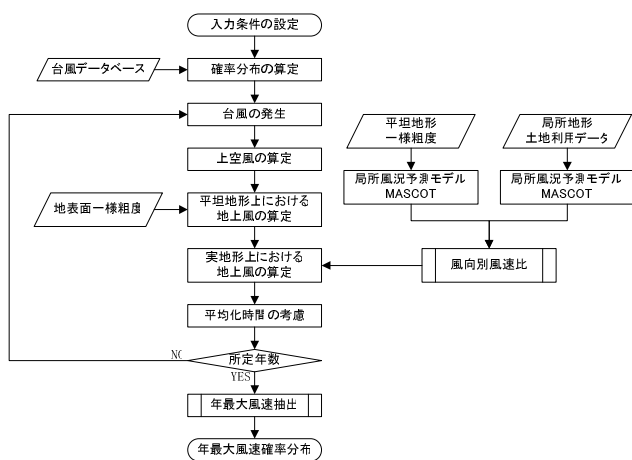 入力条件の設定
台風データベース
確率分布の算定
台風の発生
平坦地形
一様粗度
局所地形
土地利用データ
上空風の算定
局所風況予測モデル
MASCOT
局所風況予測モデル
MASCOT
地表面一様粗度
平坦地形上における
地上風の算定
実地形上における
地上風の算定
風向別風速比
平均化時間の考慮
NO
所定年数
YES
年最大風速抽出
年最大風速確率分布